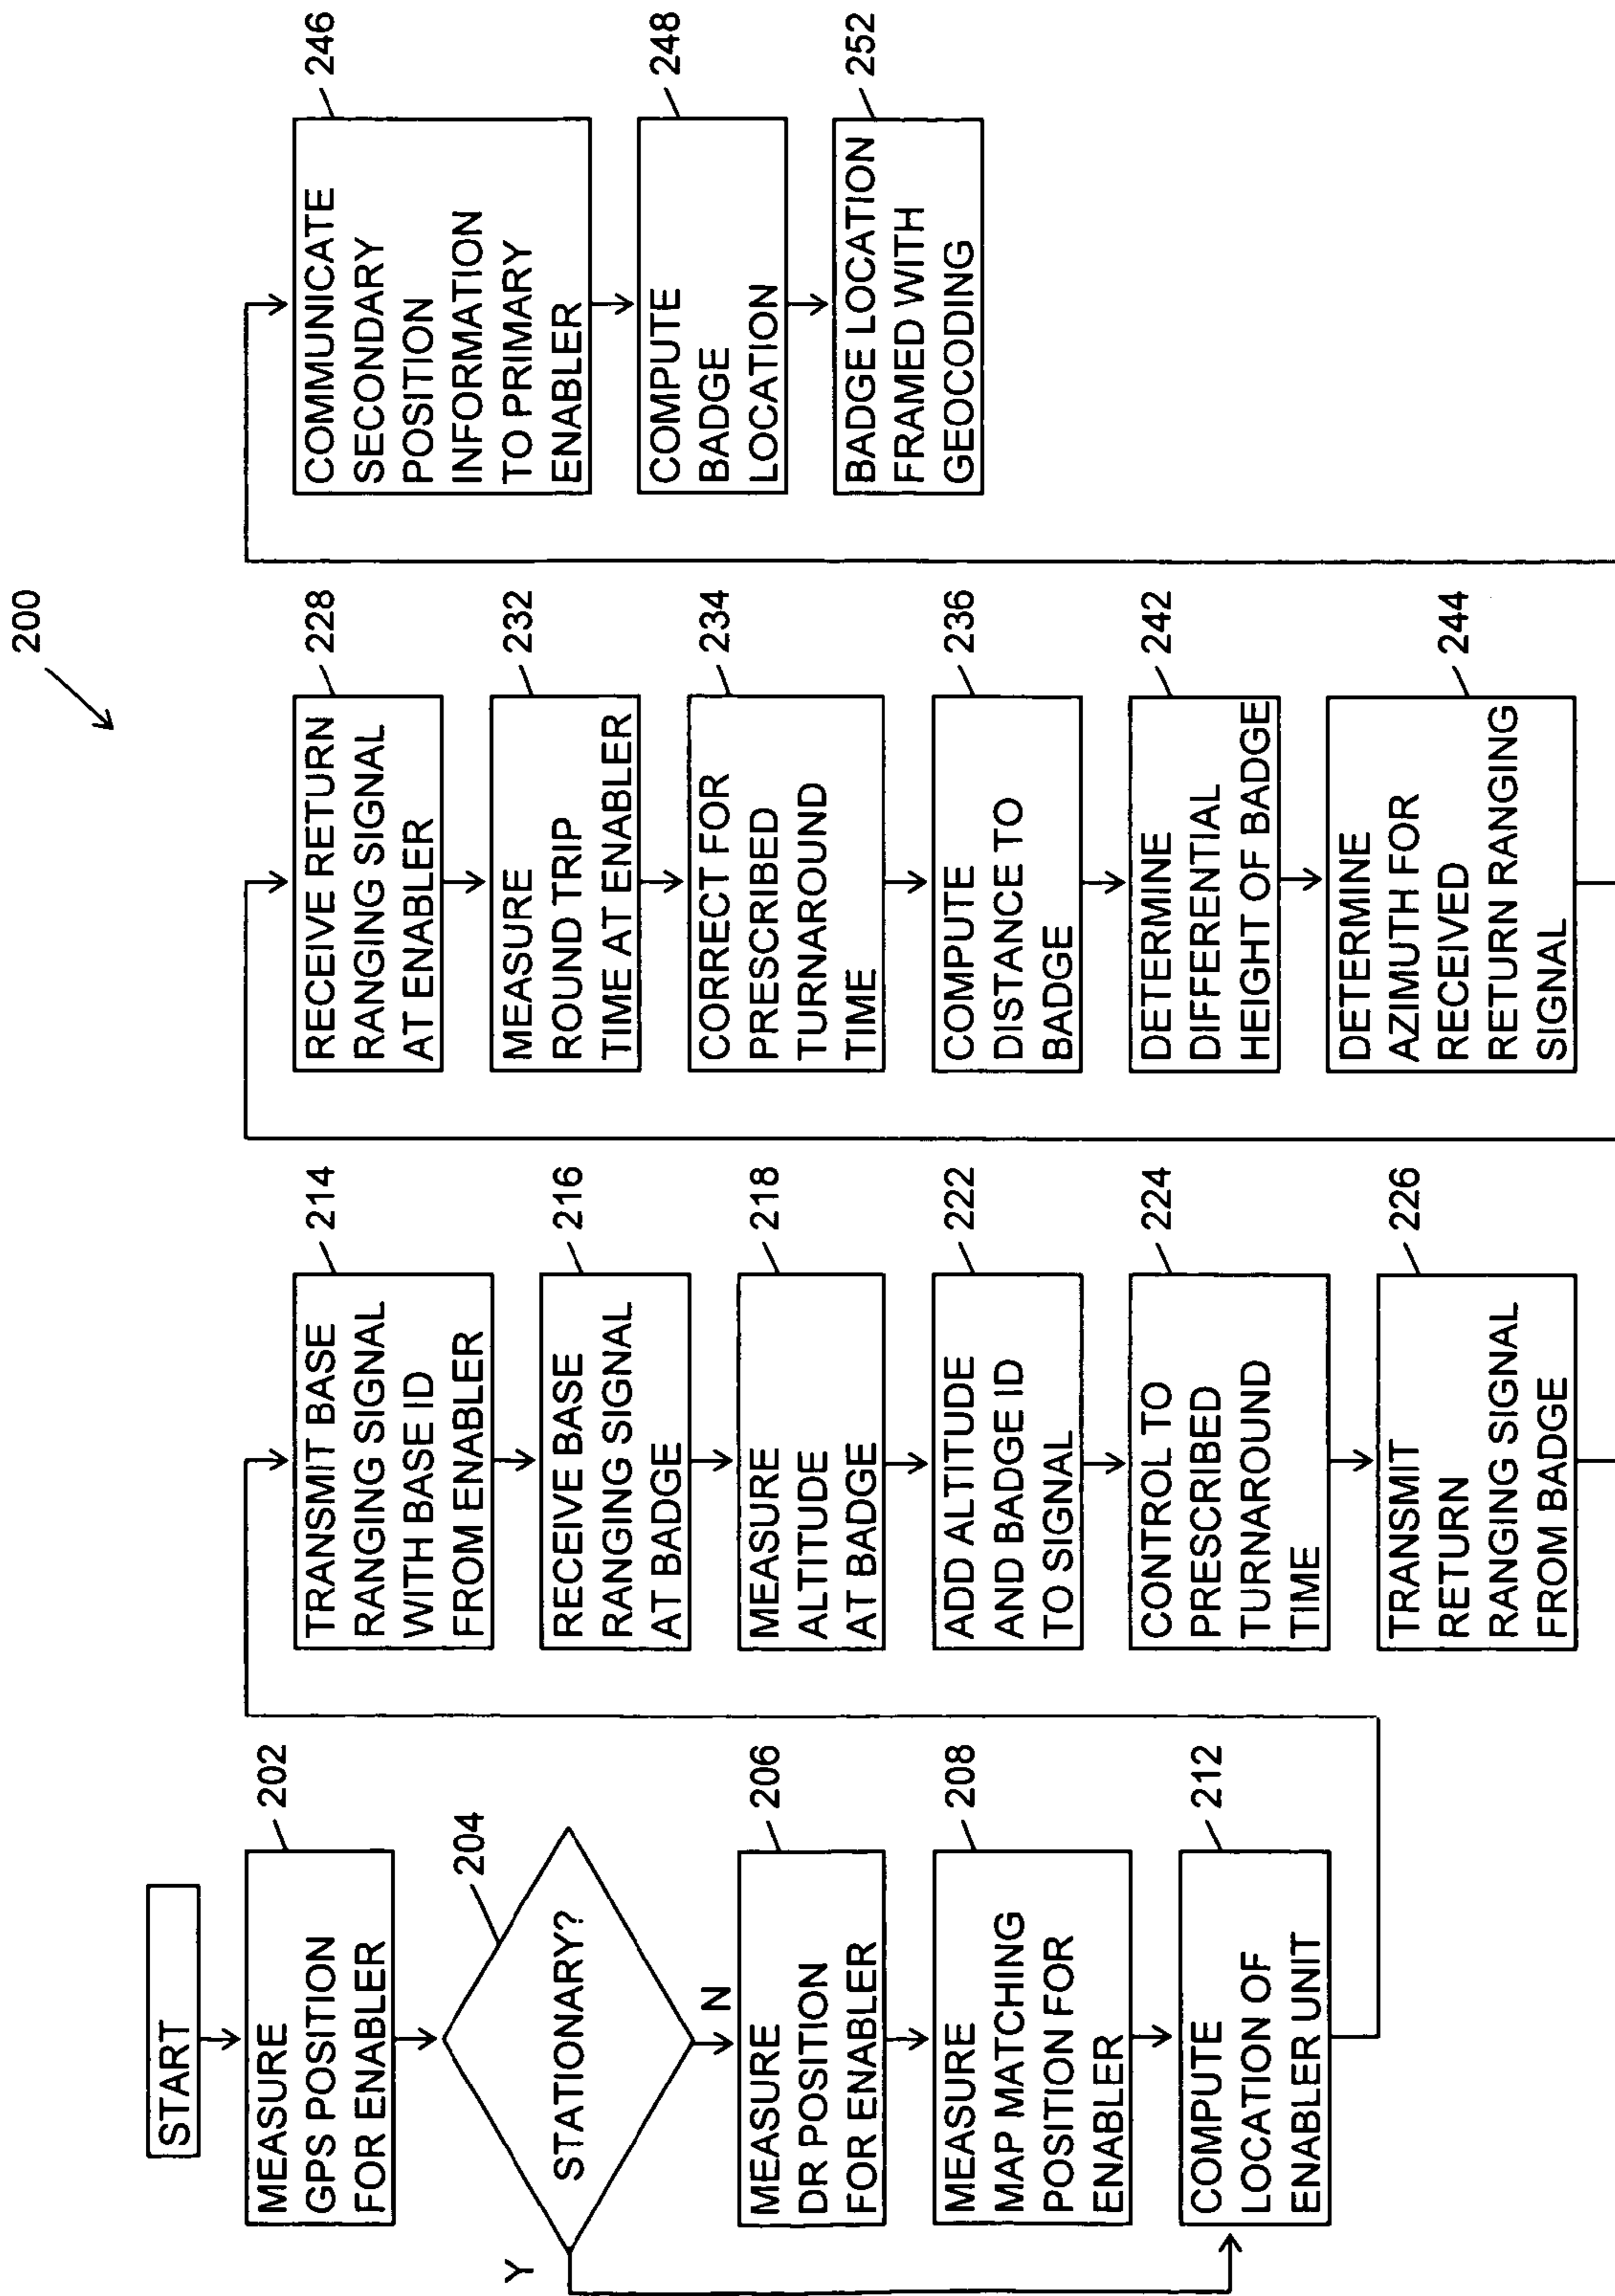 200
START
202
MEASURE
GPS POSITION
FOR ENABLER
204
STATIONARY?
Y
N
206
MEASURE
DR POSITION
FOR ENABLER
208
MEASURE
MAP MATCHING
POSITION FOR
ENABLER
212
COMPUTE
LOCATION OF
ENABLER UNIT
214
TRANSMIT BASE
RANGING SIGNAL
WITH BASE ID
FROM ENABLER
216
RECEIVE BASE
RANGING SIGNAL
AT BADGE
218
MEASURE
ALTITUDE
AT BADGE
222
ADD ALTITUDE
AND BADGE ID
TO SIGNAL
224
CONTROL TO
PRESCRIBED
TURNAROUND
TIME
226
TRANSMIT
RETURN
RANGING SIGNAL
FROM BADGE
228
RECEIVE RETURN
RANGING SIGNAL
AT ENABLER
232
MEASURE
ROUND TRIP
TIME AT ENABLER
234
CORRECT FOR
PRESCRIBED
TURNAROUND
TIME
236
COMPUTE
DISTANCE TO
BADGE
242
DETERMINE
DIFFERENTIAL
HEIGHT OF BADGE
244
DETERMINE
AZIMUTH FOR
RECEIVED
RETURN RANGING
SIGNAL
246
COMMUNICATE
SECONDARY
POSITION
INFORMATION
TO PRIMARY
ENABLER
248
COMPUTE
BADGE
LOCATION
252
BADGE LOCATION
FRAMED WITH
GEOCODING